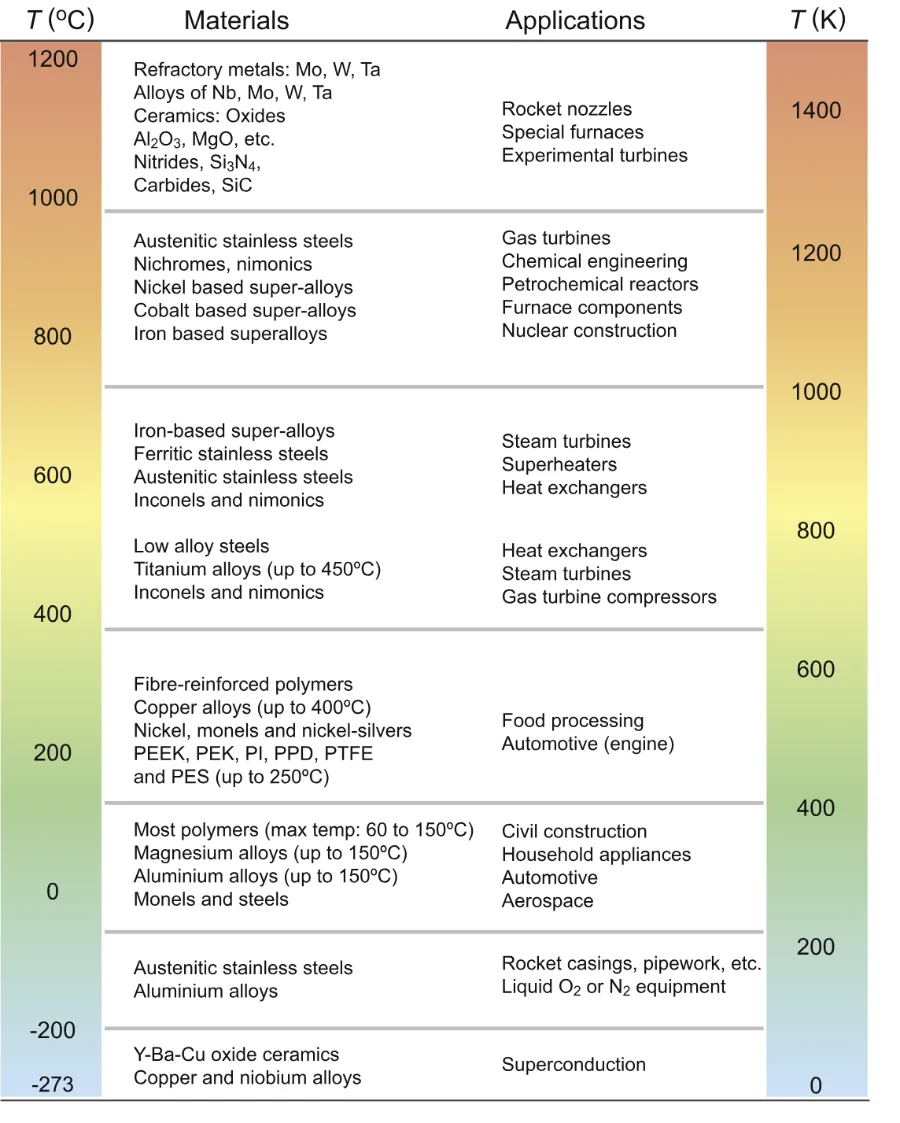 T (ºC) Materials Applications T (K)
1200
Refractory metals: Mo, W, Ta
Alloys of Nb, Mo, W, Ta
Ceramics: Oxides
Al₂O₃, MgO, etc.
Nitrides, Si₃N₄,
Carbides, SiC
Rocket nozzles
Special furnaces
Experimental turbines
1400
1000
Austenitic stainless steels
Nichromes, nimonics
Nickel based super-alloys
Cobalt based super-alloys
Iron based superalloys
Gas turbines
Chemical engineering
Petrochemical reactors
Furnace components
Nuclear construction
1200
800
1000
Iron-based super-alloys
Ferritic stainless steels
Austenitic stainless steels
Inconels and nimonics
Steam turbines
Superheaters
Heat exchangers
600
800
Low alloy steels
Titanium alloys (up to 450ºC)
Inconels and nimonics
Heat exchangers
Steam turbines
Gas turbine compressors
400
600
Fibre-reinforced polymers
Copper alloys (up to 400ºC)
Nickel, monels and nickel-silvers
PEEK, PEK, PI, PPD, PTFE
and PES (up to 250ºC)
Food processing
Automotive (engine)
200
400
Most polymers (max temp: 60 to 150ºC)
Magnesium alloys (up to 150ºC)
Aluminium alloys (up to 150ºC)
Monels and steels
Civil construction
Household appliances
Automotive
Aerospace
0
200
Austenitic stainless steels
Aluminium alloys
Rocket casings, pipework, etc.
Liquid O₂ or N₂ equipment
-200
Y-Ba-Cu oxide ceramics
Copper and niobium alloys
Superconduction
-273
0